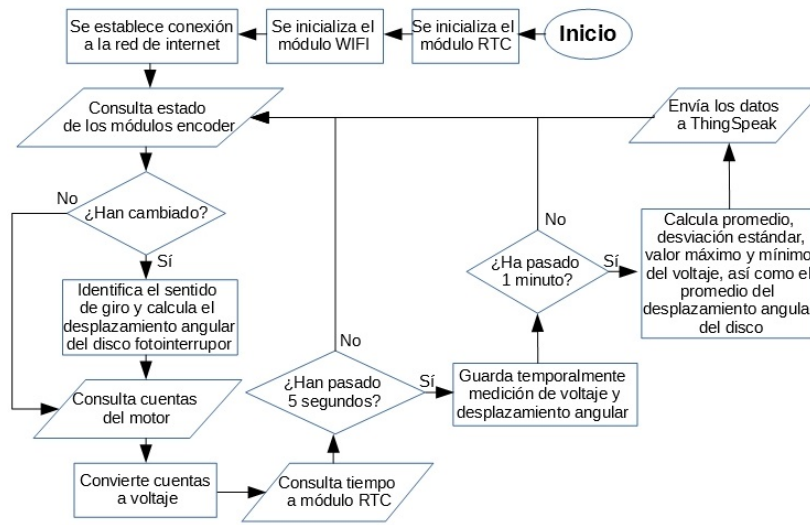 Inicio
Se inicializa el
módulo RTC
Se inicializa el
módulo WIFI
Se establece conexión
a la red de internet
Consulta estado
de los módulos encoder
¿Han cambiado?
No
Sí
Identifica el sentido
de giro y calcula el
desplazamiento angular
del disco fotointerrupor
Consulta cuentas
del motor
Convierte cuentas
a voltaje
Consulta tiempo
a módulo RTC
¿Han pasado
5 segundos?
No
Sí
Guarda temporalmente
medición de voltaje y
desplazamiento angular
¿Ha pasado
1 minuto?
No
Sí
Calcula promedio,
desviación estándar,
valor máximo y mínimo
del voltaje, así como el
promedio del
desplazamiento angular
del disco
Envía los datos
a ThingSpeak